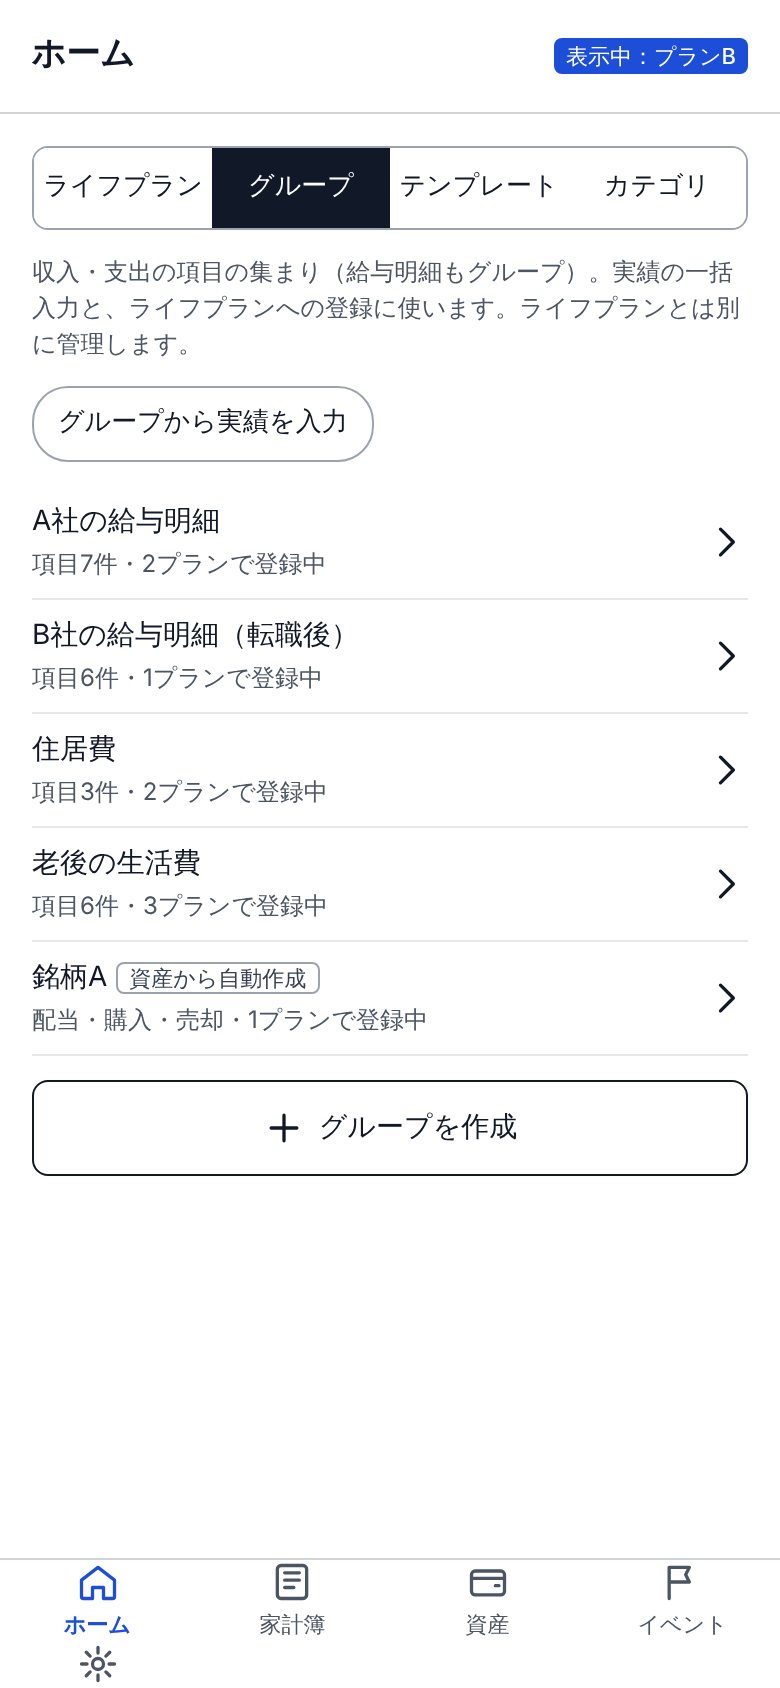 ホーム
表示中：プランB
ライフプラン
グループ
テンプレート
カテゴリ
収入・支出の項目の集まり（給与明細もグループ）。実績の一括
入力と、ライフプランへの登録に使います。ライフプランとは別
に管理します。
グループから実績を入力
A社の給与明細
項目7件・2プランで登録中
B社の給与明細（転職後）
項目6件・1プランで登録中
住居費
項目3件・2プランで登録中
老後の生活費
項目6件・3プランで登録中
銘柄A 資産から自動作成
配当・購入・売却・1プランで登録中
グループを作成
ホーム
家計簿
資産
イベント